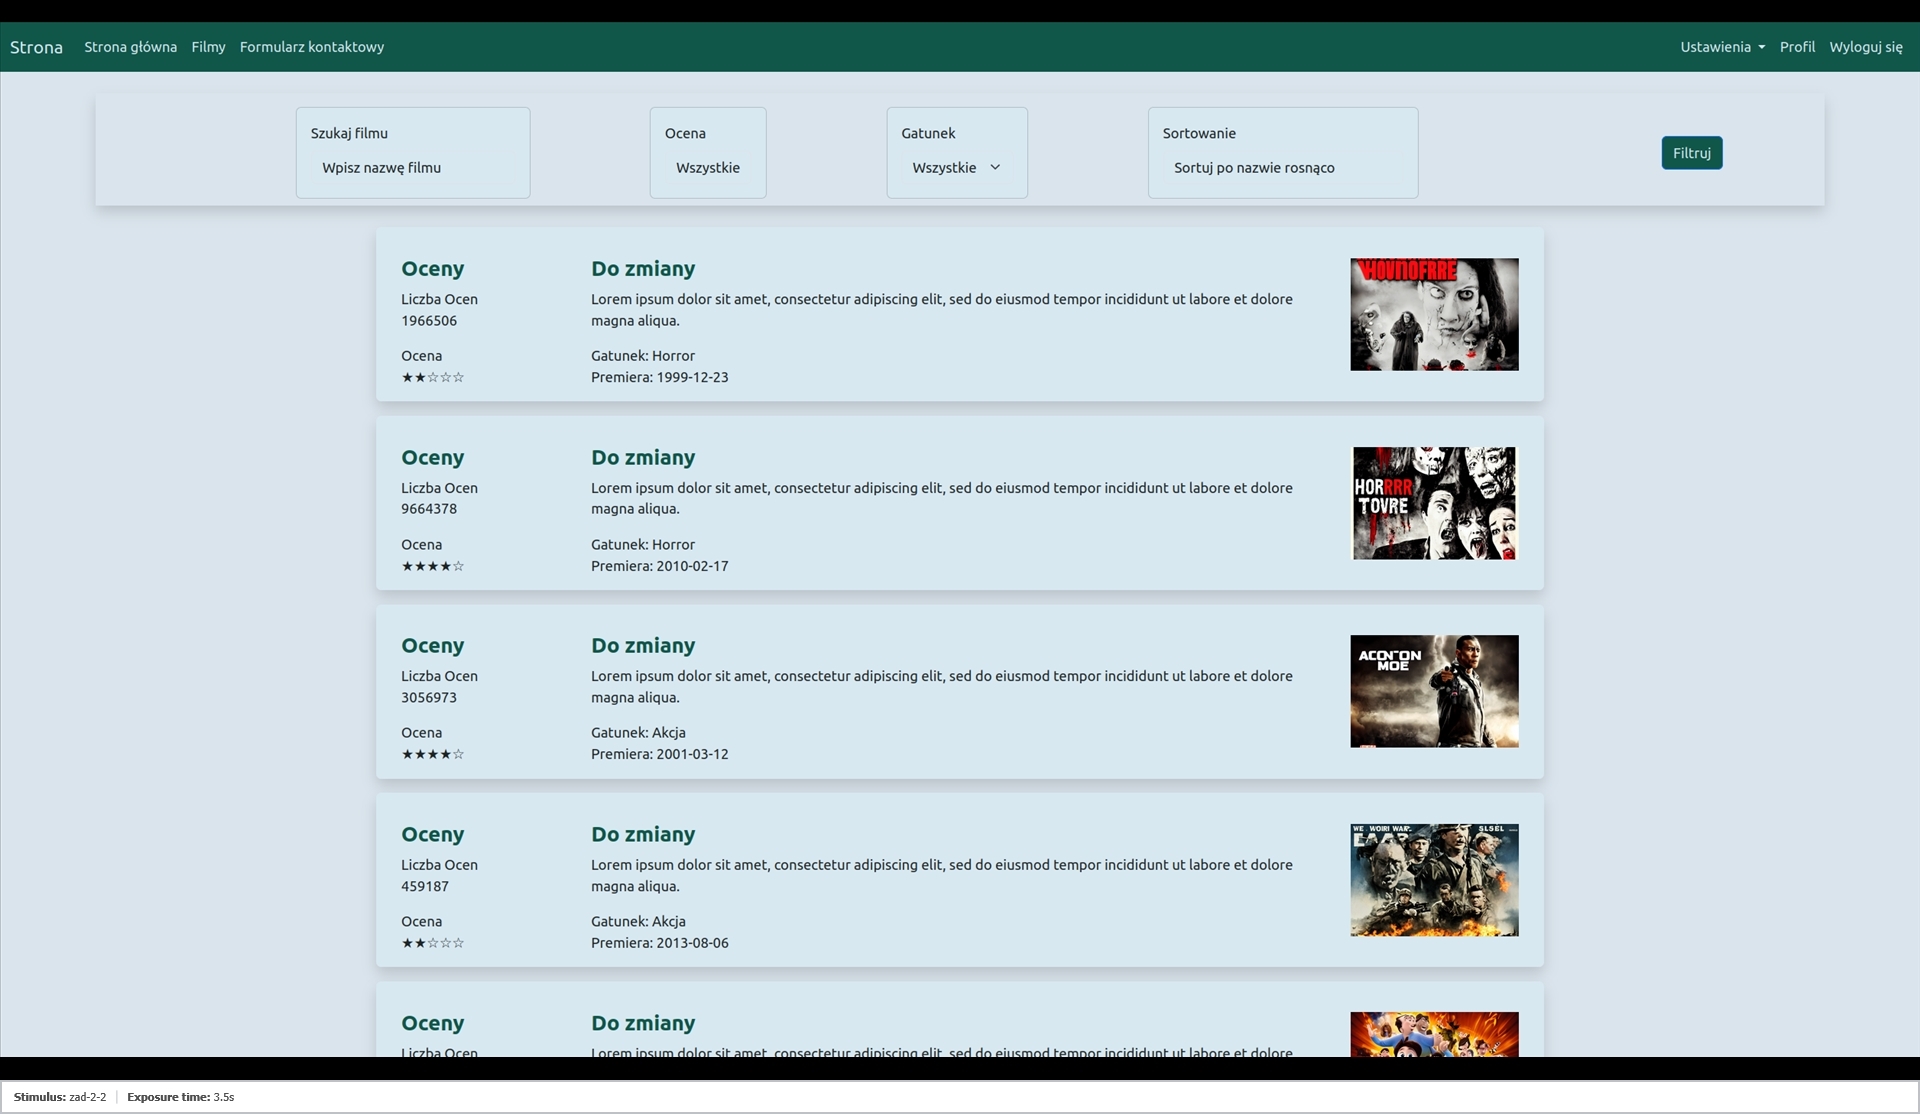 Strona Strona główna Filmy Formularz kontaktowy Ustawienia Profil Wyloguj się
Szukaj filmu Ocena Gatunek Sortowanie
Wpisz nazwę filmu Wszystkie Wszystkie Sortuj po nazwie rosnąco
Filtruj
Oceny Do zmiany
Liczba Ocen Lorem ipsum dolor sit amet, consectetur adipiscing elit, sed do eiusmod tempor incididunt ut labore et dolore
1966506 magna aliqua.
Ocena Gatunek: Horror
★★☆☆☆ Premiera: 1999-12-23
HOVNOFRRE
Oceny Do zmiany
Liczba Ocen Lorem ipsum dolor sit amet, consectetur adipiscing elit, sed do eiusmod tempor incididunt ut labore et dolore
9664378 magna aliqua.
Ocena Gatunek: Horror
★★★★☆ Premiera: 2010-02-17
HORRRR
TOVRE
Oceny Do zmiany
Liczba Ocen Lorem ipsum dolor sit amet, consectetur adipiscing elit, sed do eiusmod tempor incididunt ut labore et dolore
3056973 magna aliqua.
Ocena Gatunek: Akcja
★★★★☆ Premiera: 2001-03-12
MOE
Oceny Do zmiany
Liczba Ocen Lorem ipsum dolor sit amet, consectetur adipiscing elit, sed do eiusmod tempor incididunt ut labore et dolore
459187 magna aliqua.
Ocena Gatunek: Akcja
★★☆☆☆ Premiera: 2013-08-06
WE WOIRI WAR SLSEL
Oceny Do zmiany
Liczba Ocen Lorem ipsum dolor sit amet, consectetur adipiscing elit, sed do eiusmod tempor incididunt ut labore et dolore
Stimulus: zad-2-2 Exposure time: 3.5s